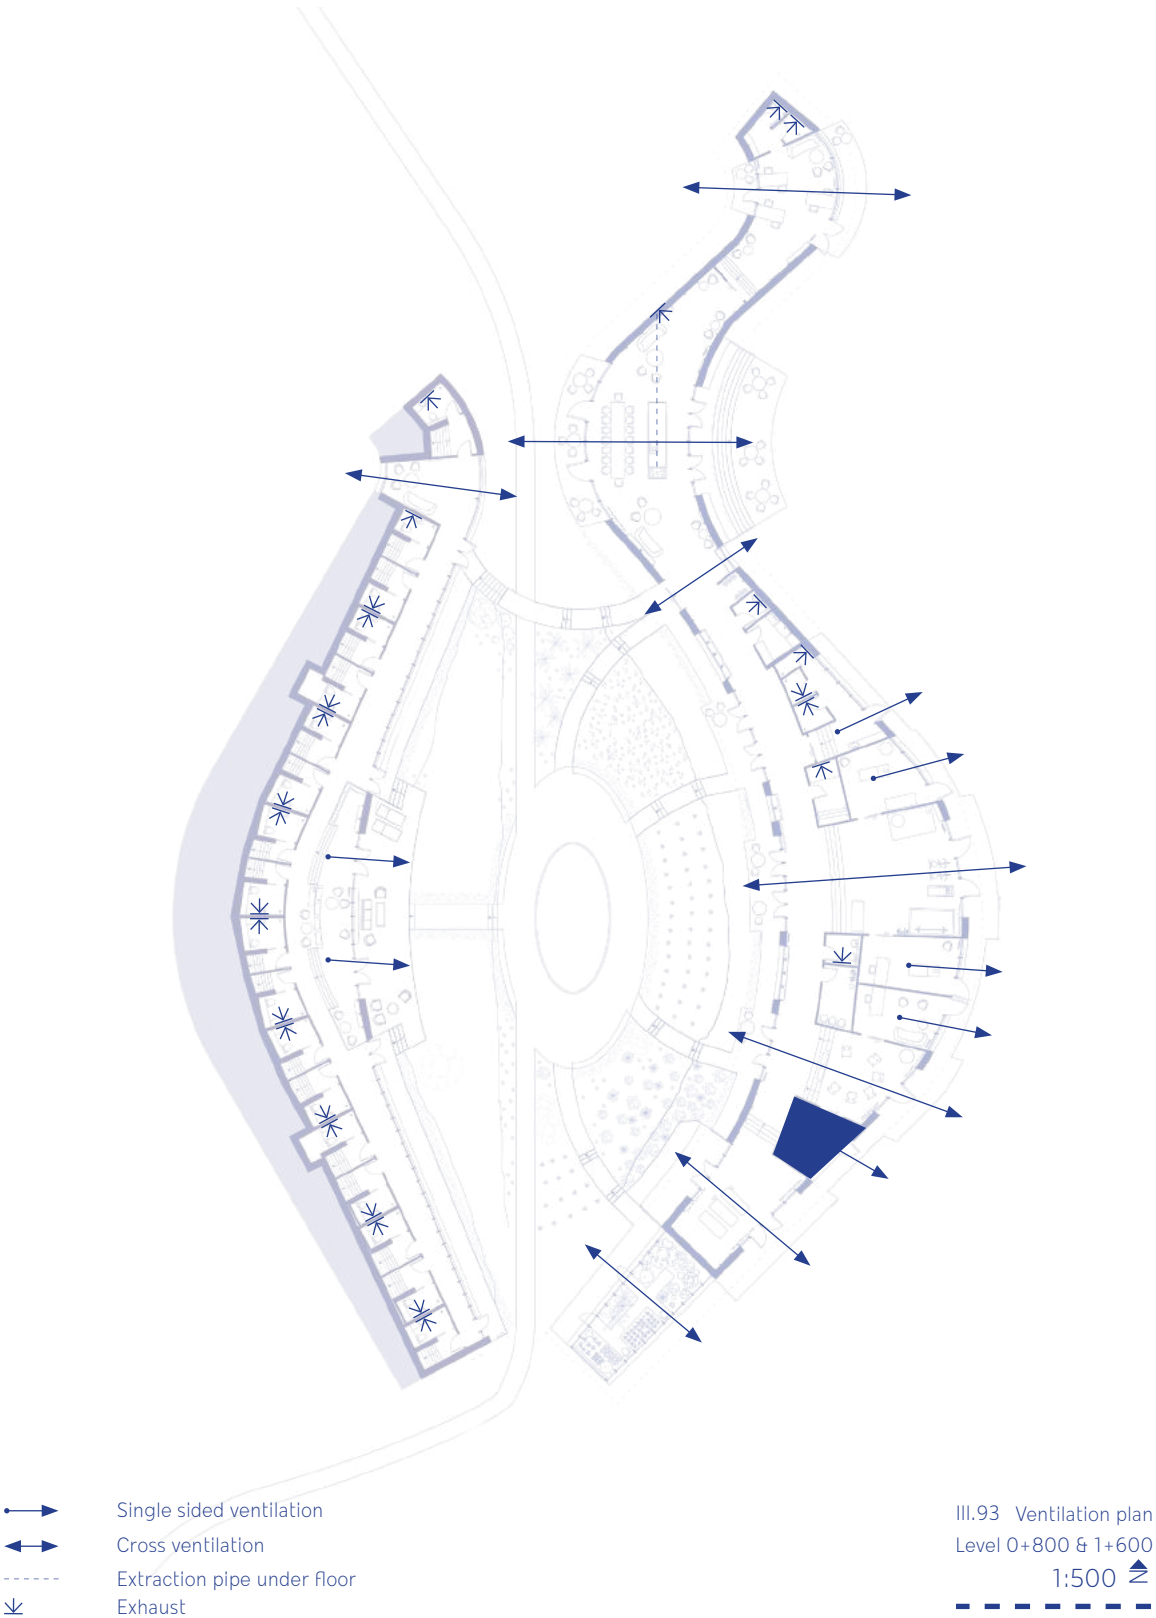 Single sided ventilation
Cross ventilation
Extraction pipe under floor
Exhaust
III.93 Ventilation plan
Level 0+800 & 1+600
1:500 N